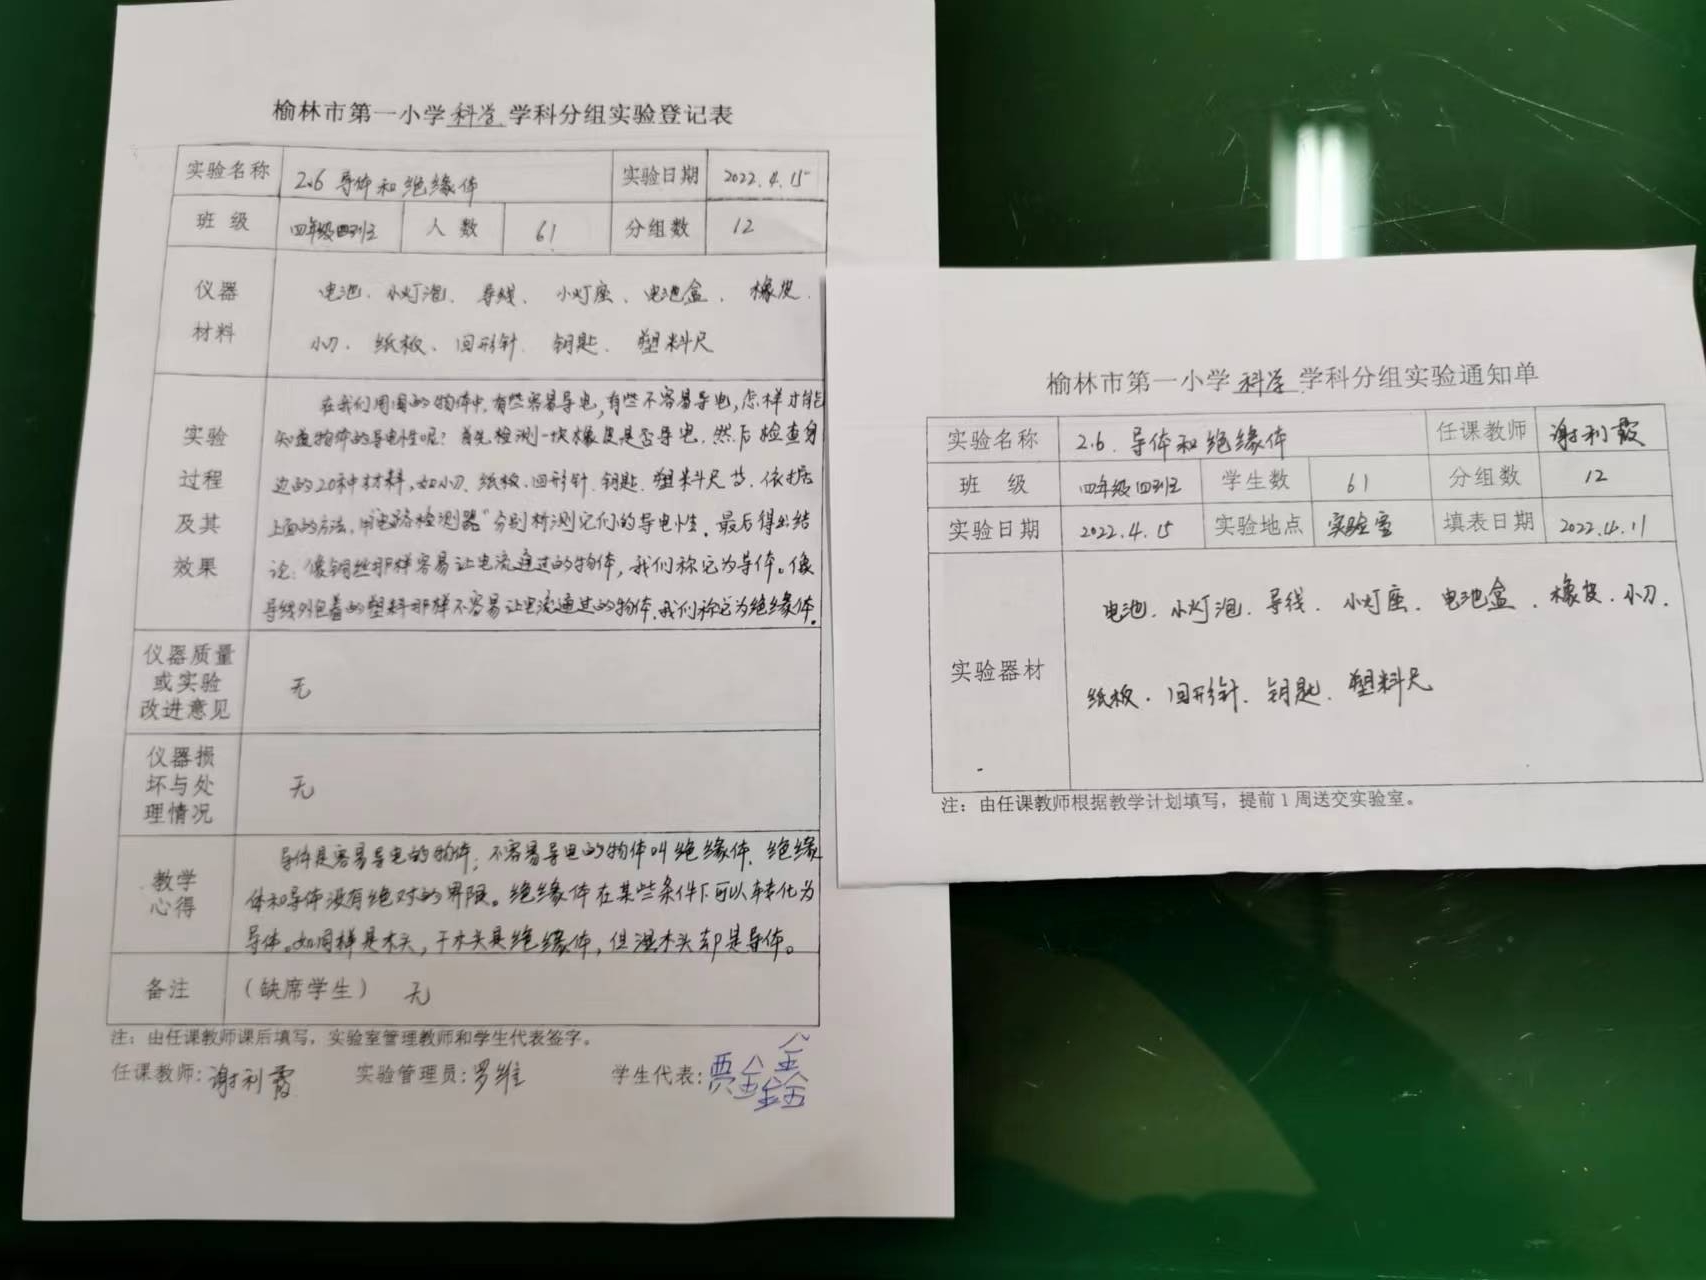 榆林市第一小学科学学科分组实验登记表
实验名称 2.6 导体和绝缘体 实验日期 2022.4.15
班 级 四年级四班 人数 61 分组数 12
仪器材料 电池、小灯泡、导线、小灯座、电池盒、橡皮、
小刀、纸板、回形针、钥匙、塑料尺
实验过程及其效果
在我们周围的物体中,有些容易导电,有些不容易导电,怎样才能
知道物体的导电性呢?首先检测一块橡皮是否导电,然后检查身
边的20种材料,如小刀、纸板、回形针、钥匙、塑料尺等,依据
上面的方法,用"电路检测器"分别检测它们的导电性。最后得出结
论:像铜丝那样容易让电流通过的物体,我们称它为导体。像
导线外包着的塑料那样不容易让电流通过的物体,我们称它为绝缘体。
仪器质量或实验改进意见 无
仪器损坏与处理情况 无
教学心得
导体是容易导电的物体;不容易导电的物体叫绝缘体。绝缘
体和导体没有绝对的界限。绝缘体在某些条件下可以转化为
导体。如同样是木头,干木头是绝缘体,但湿木头却是导体。
备注 (缺席学生) 无
注:由任课教师课后填写,实验室管理教师和学生代表签字。
任课教师:谢利霞 实验管理员:罗维 学生代表:贾
榆林市第一小学科学学科分组实验通知单
实验名称 2.6.导体和绝缘体 任课教师 谢利霞
班 级 四年级四班 学生数 61 分组数 12
实验日期 2022.4.15 实验地点 实验室 填表日期 2022.4.11
实验器材 电池、小灯泡、导线、小灯座、电池盒、橡皮、小刀、
纸板、回形针、钥匙、塑料尺
注:由任课教师根据教学计划填写,提前1周送交实验室。